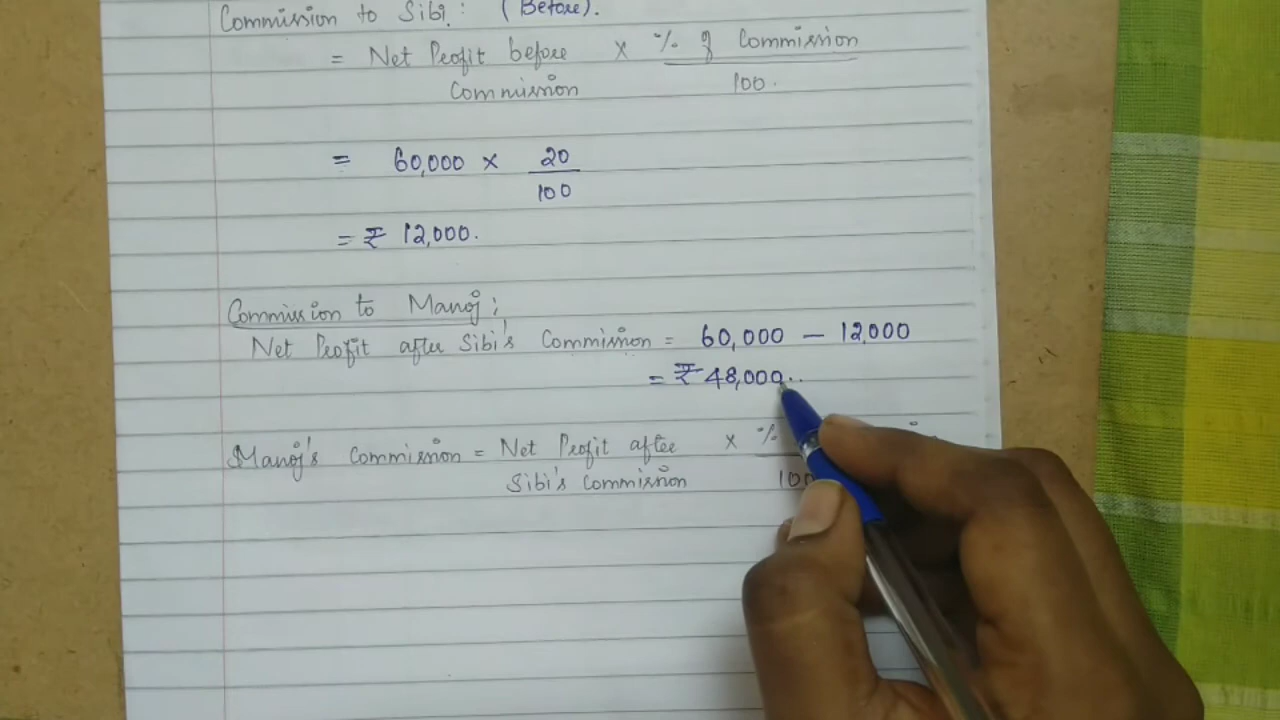 Commission to Sibi: (Before).
= Net Profit before × % of Commission
Commission 100.
= 60,000 × 20
100
= ₹ 12,000.
Commission to Manoj:
Net Profit after Sibi's Commission = 60,000 — 12,000
= ₹ 48,000..
Manoj's Commission = Net Profit after × %
Sibi's Commission 100